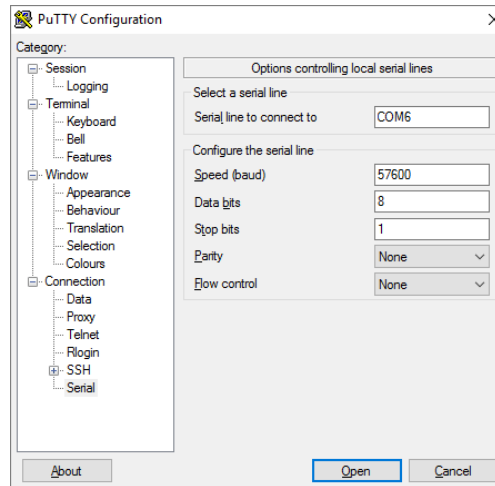 PuTTY Configuration
Category:
Session
Logging
Terminal
Keyboard
Bell
Features
Window
Appearance
Behaviour
Translation
Selection
Colours
Connection
Data
Proxy
Telnet
Rlogin
SSH
Serial
Options controlling local serial lines
Select a serial line
Serial line to connect to COM6
Configure the serial line
Speed (baud) 57600
Data bits 8
Stop bits 1
Parity None
Flow control None
About Open Cancel